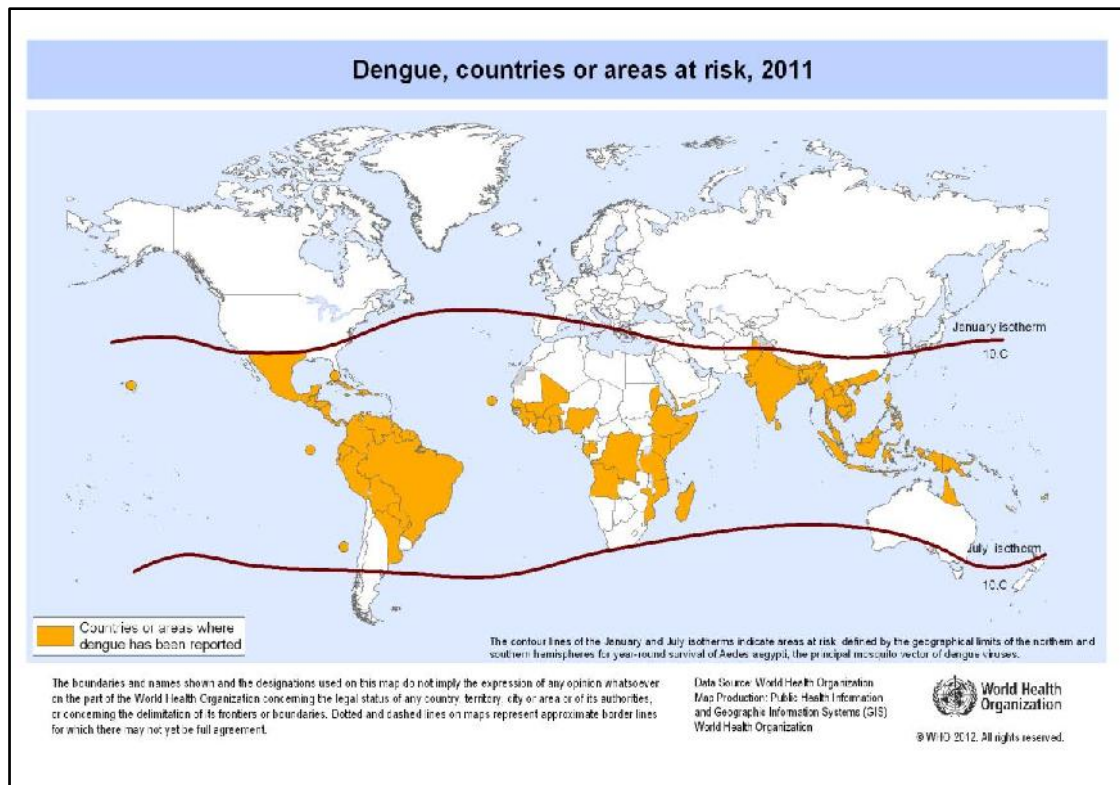 Dengue, countries or areas at risk, 2011
January isotherm
10.C
July isotherm
10.C
Countries or areas where
dengue has been reported
The contour lines of the January and July isotherms indicate areas at risk, defined by the geographical limits of the northern and
southern hemispheres for year-round survival of Aedes aegypti, the principal mosquito vector of dengue viruses.
The boundaries and names shown and the designations used on this map do not imply the expression of any opinion whatsoever
on the part of the World Health Organization concerning the legal status of any country, territory, city or area or of its authorities,
or concerning the delimitation of its frontiers or boundaries. Dotted and dashed lines on maps represent approximate border lines
for which there may not yet be full agreement.
Data Source: World Health Organization
Map Production: Public Health Information
and Geographic Information Systems (GIS)
World Health Organization
World Health
Organization
© WHO 2012. All rights reserved.